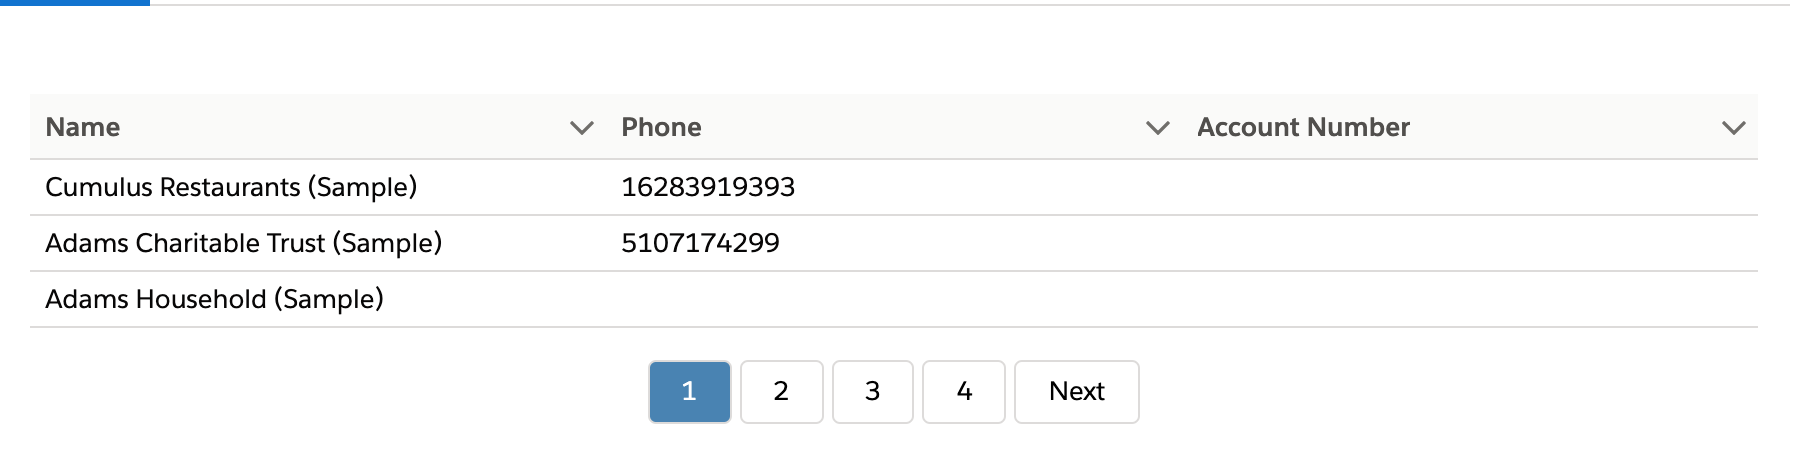 Name Phone Account Number
Cumulus Restaurants (Sample) 16283919393
Adams Charitable Trust (Sample) 5107174299
Adams Household (Sample)
1 2 3 4 Next